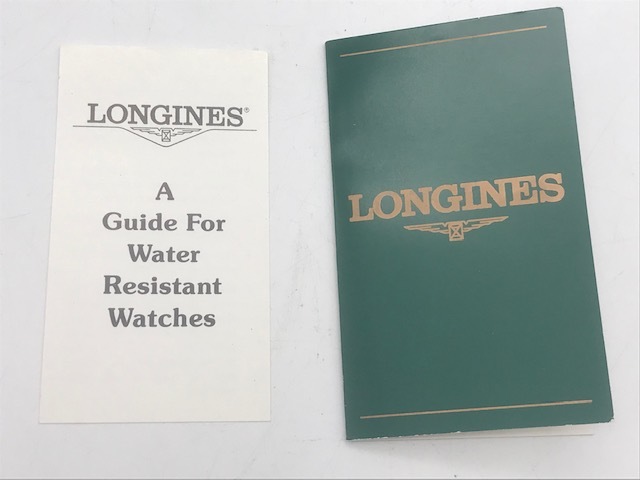 LONGINES®
A
Guide For
Water
Resistant
Watches
LONGINES